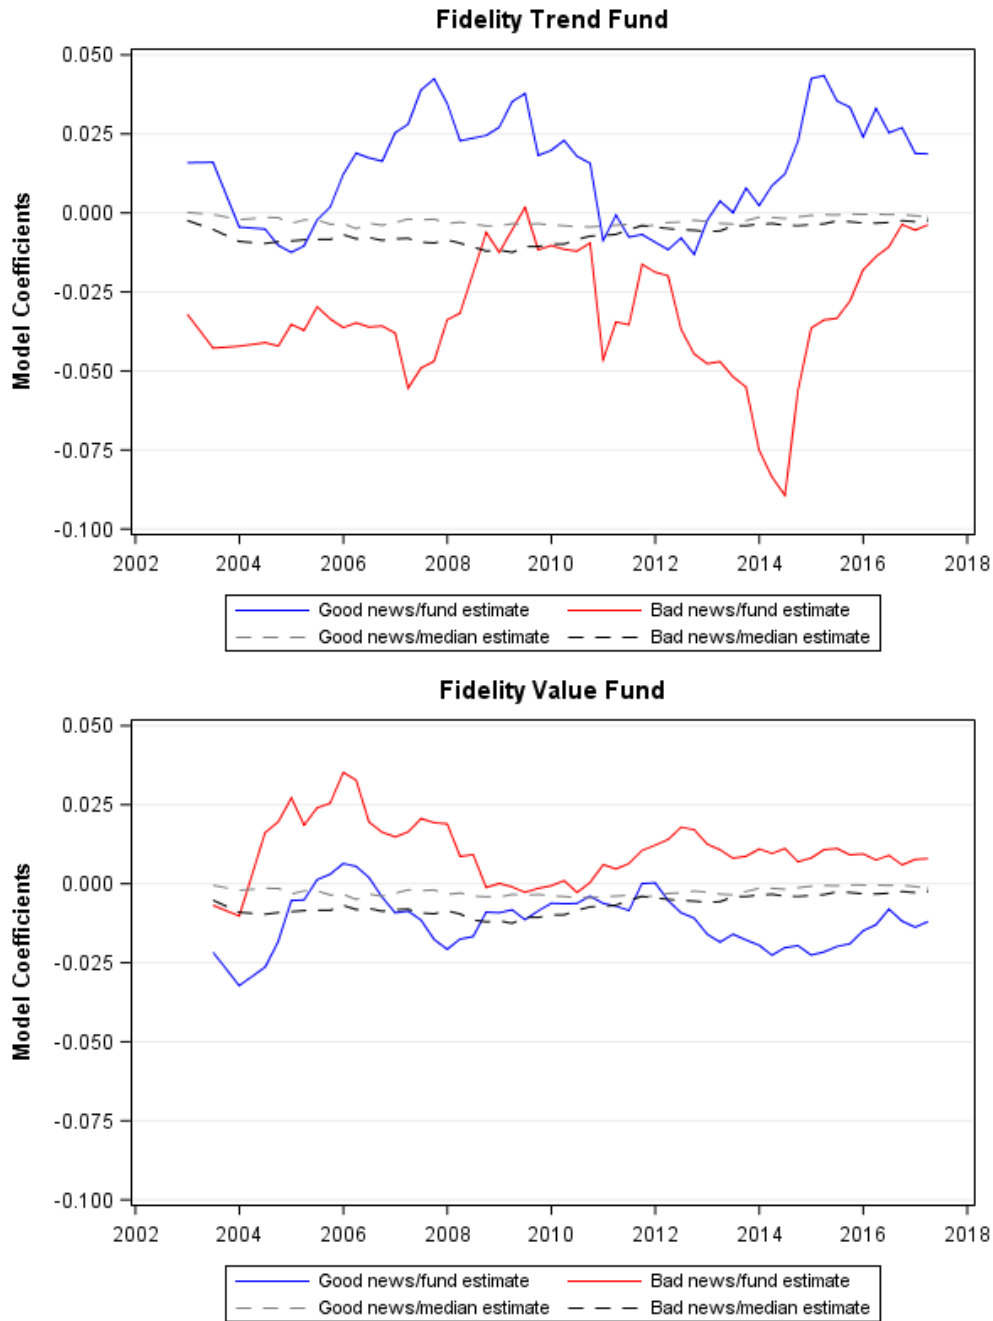 Fidelity Trend Fund
Model Coefficients
0.050
0.025
0.000
-0.025
-0.050
-0.075
-0.100
2002 2004 2006 2008 2010 2012 2014 2016 2018
Good news/fund estimate Bad news/fund estimate
Good news/median estimate Bad news/median estimate
Fidelity Value Fund
Model Coefficients
0.050
0.025
0.000
-0.025
-0.050
-0.075
-0.100
2002 2004 2006 2008 2010 2012 2014 2016 2018
Good news/fund estimate Bad news/fund estimate
Good news/median estimate Bad news/median estimate